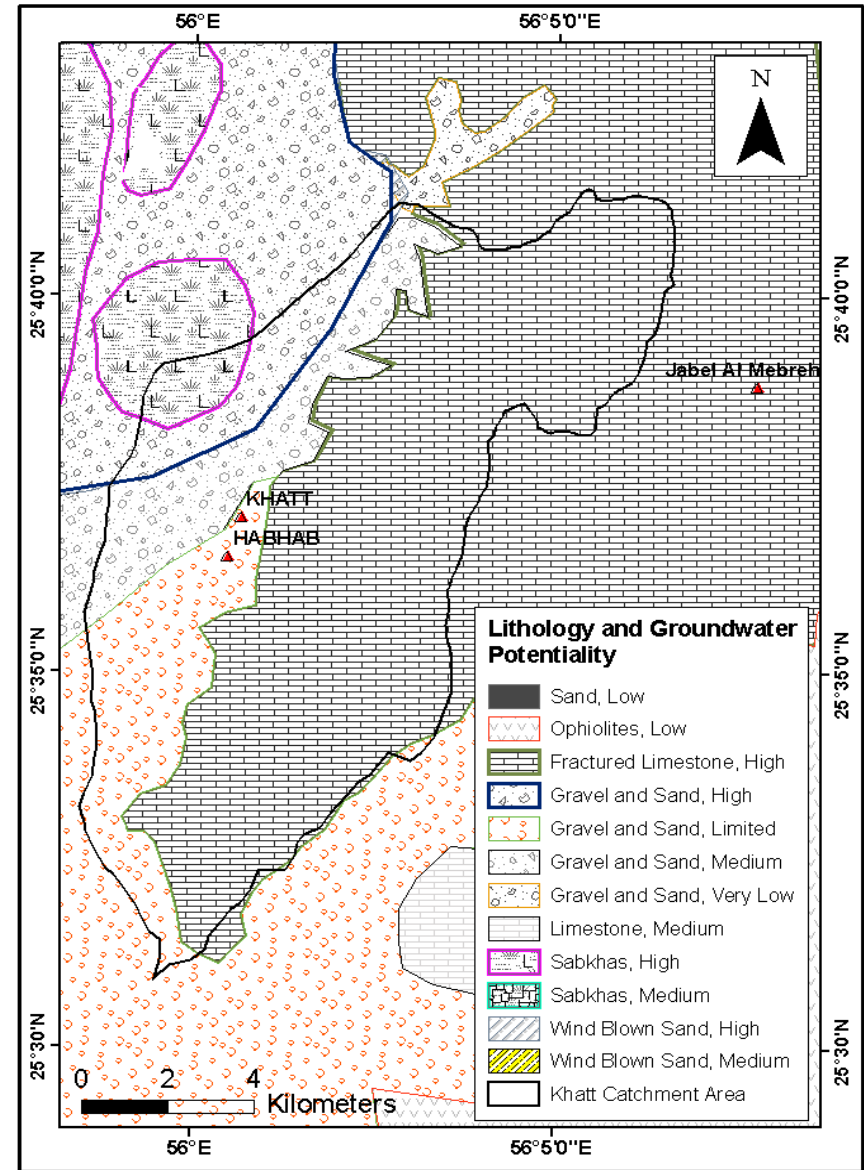 56°E
56°5'0"E
N
25°40'0"N
25°40'0"N
Jabel Al Mebreh
KHATT
HABHAB
25°35'0"N
25°35'0"N
Lithology and Groundwater
Potentiality
Sand, Low
Ophiolites, Low
Fractured Limestone, High
Gravel and Sand, High
Gravel and Sand, Limited
Gravel and Sand, Medium
Gravel and Sand, Very Low
Limestone, Medium
Sabkhas, High
Sabkhas, Medium
Wind Blown Sand, High
Wind Blown Sand, Medium
Khatt Catchment Area
25°30'N
25°30'N
0 2 4
Kilometers
56°E
56°5'0"E